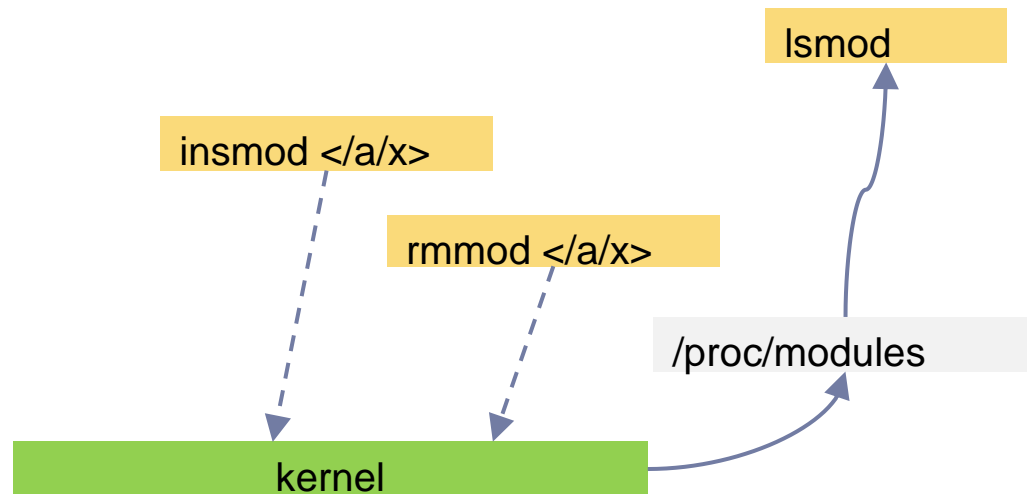 lsmod
insmod </a/x>
rmmod </a/x>
/proc/modules
kernel